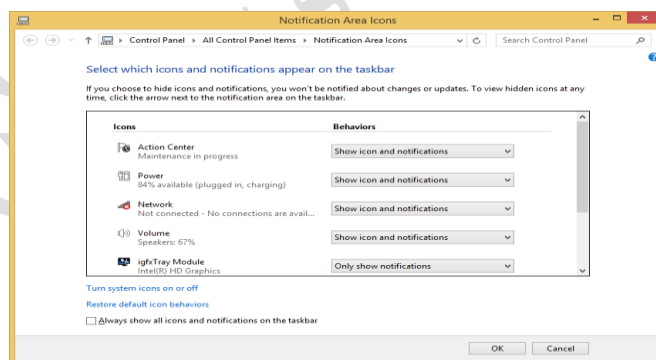 Notification Area Icons
Control Panel ▸ All Control Panel Items ▸ Notification Area Icons
Search Control Panel
Select which icons and notifications appear on the taskbar
If you choose to hide icons and notifications, you won't be notified about changes or updates. To view hidden icons at any
time, click the arrow next to the notification area on the taskbar.
Icons Behaviors
Action Center
Maintenance in progress
Show icon and notifications
Power
84% available (plugged in, charging)
Show icon and notifications
Network
Not connected - No connections are avail...
Show icon and notifications
Volume
Speakers: 67%
Show icon and notifications
igfxTray Module
Intel(R) HD Graphics
Only show notifications
Turn system icons on or off
Restore default icon behaviors
Always show all icons and notifications on the taskbar
OK Cancel